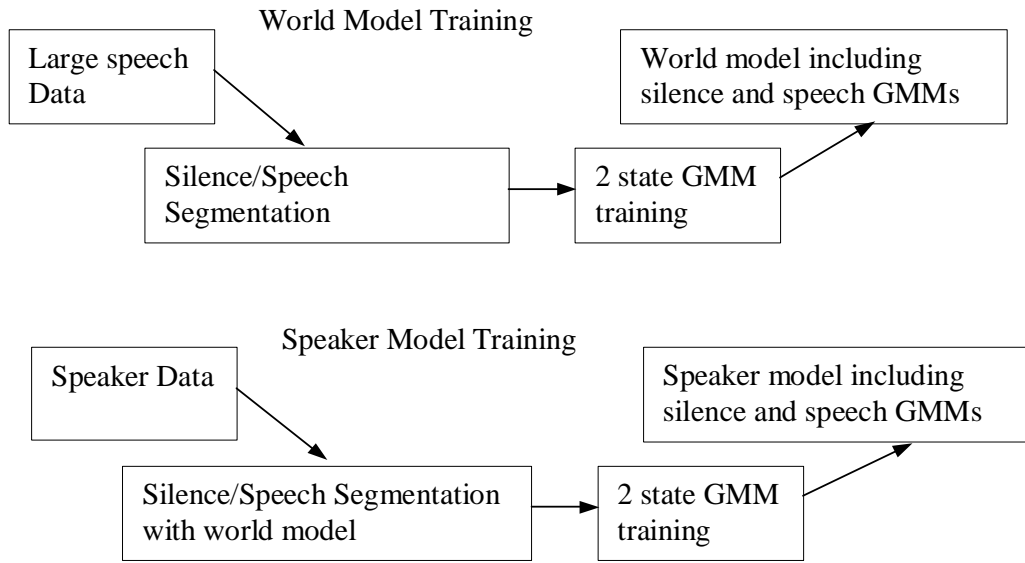 World Model Training
Large speech
Data
World model including
silence and speech GMMs
Silence/Speech
Segmentation
2 state GMM
training
Speaker Model Training
Speaker Data
Speaker model including
silence and speech GMMs
Silence/Speech Segmentation
with world model
2 state GMM
training